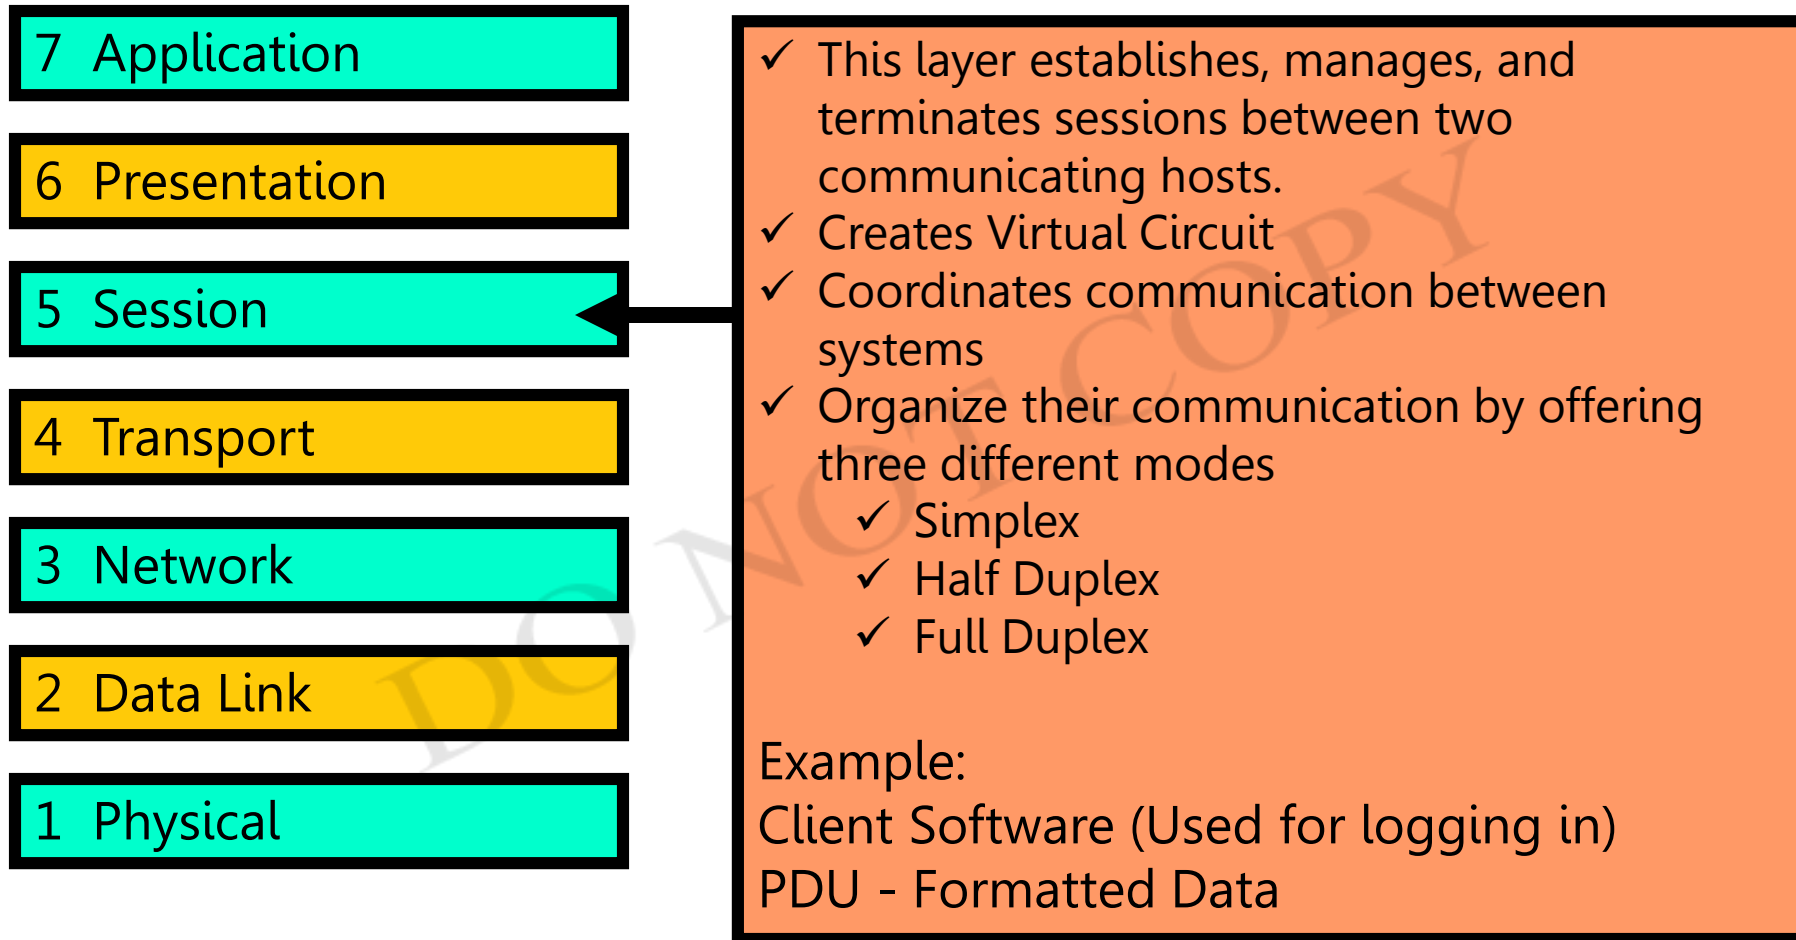 7 Application
6 Presentation
5 Session
4 Transport
3 Network
2 Data Link
1 Physical
✓ This layer establishes, manages, and
terminates sessions between two
communicating hosts.
✓ Creates Virtual Circuit
✓ Coordinates communication between
systems
✓ Organize their communication by offering
three different modes
✓ Simplex
✓ Half Duplex
✓ Full Duplex
Example:
Client Software (Used for logging in)
PDU - Formatted Data
DO NOT COPY